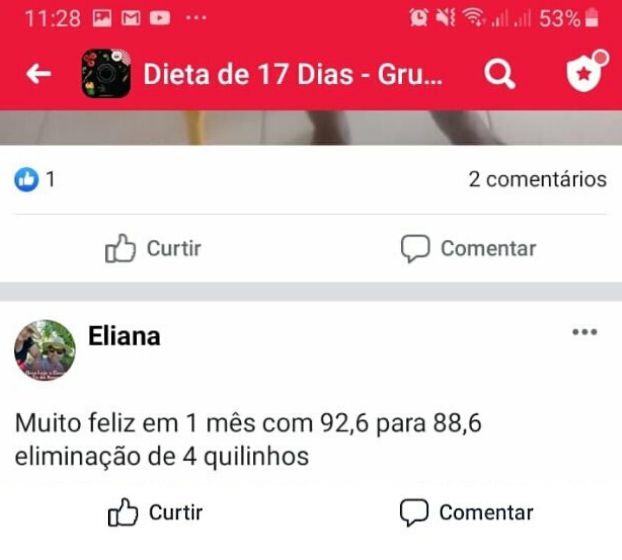 11:28 ... 53%
Dieta de 17 Dias - Gru...
1 2 comentários
Curtir Comentar
Eliana
Muito feliz em 1 mês com 92,6 para 88,6
eliminação de 4 quilinhos
Curtir Comentar